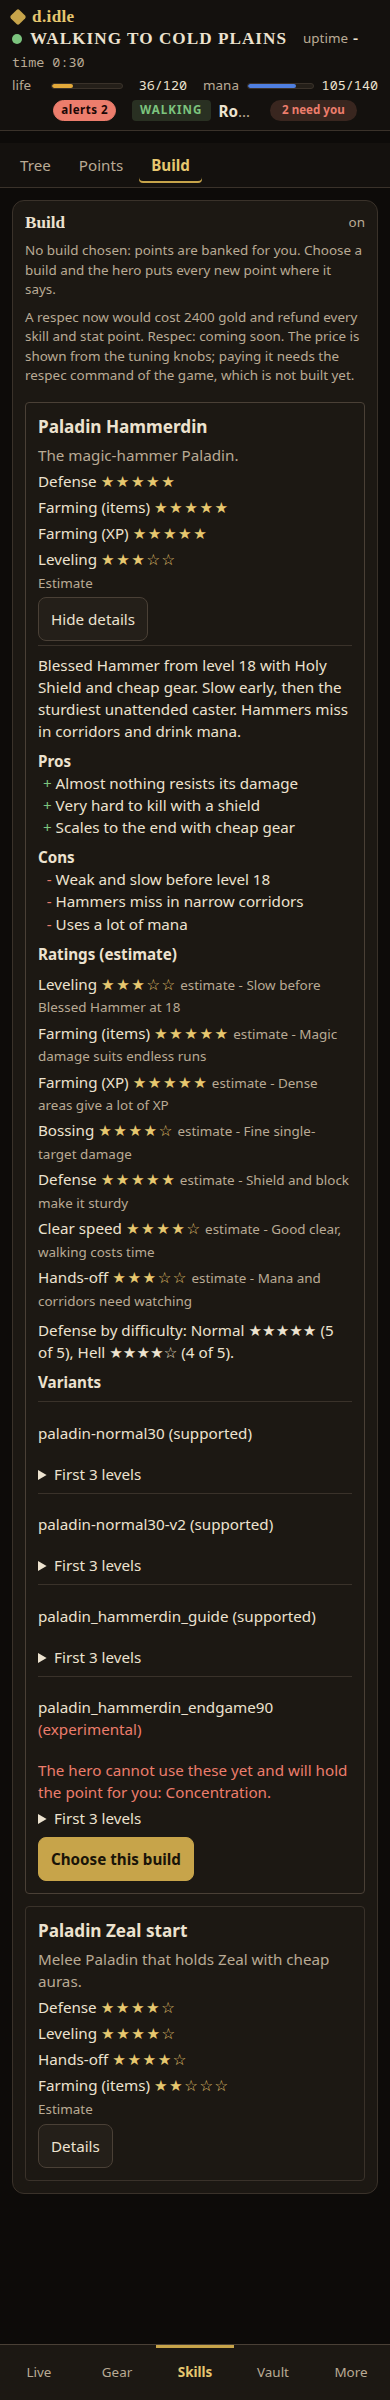 d.idle
WALKING TO COLD PLAINS uptime -
time 0:30
life 36/120 mana 105/140
alerts 2 WALKING Ro... 2 need you
Tree Points Build
Build on
No build chosen: points are banked for you. Choose a
build and the hero puts every new point where it
says.
A respec now would cost 2400 gold and refund every
skill and stat point. Respec: coming soon. The price is
shown from the tuning knobs; paying it needs the
respec command of the game, which is not built yet.
Paladin Hammerdin
The magic-hammer Paladin.
Defense ★★★★★
Farming (items) ★★★★★
Farming (XP) ★★★★★
Leveling ★★★☆☆
Estimate
Hide details
Blessed Hammer from level 18 with Holy
Shield and cheap gear. Slow early, then the
sturdiest unattended caster. Hammers miss
in corridors and drink mana.
Pros
+ Almost nothing resists its damage
+ Very hard to kill with a shield
+ Scales to the end with cheap gear
Cons
- Weak and slow before level 18
- Hammers miss in narrow corridors
- Uses a lot of mana
Ratings (estimate)
Leveling ★★★☆☆ estimate - Slow before
Blessed Hammer at 18
Farming (items) ★★★★★ estimate - Magic
damage suits endless runs
Farming (XP) ★★★★★ estimate - Dense
areas give a lot of XP
Bossing ★★★★☆ estimate - Fine single-
target damage
Defense ★★★★★ estimate - Shield and block
make it sturdy
Clear speed ★★★★☆ estimate - Good clear,
walking costs time
Hands-off ★★★☆☆ estimate - Mana and
corridors need watching
Defense by difficulty: Normal ★★★★★ (5
of 5), Hell ★★★★☆ (4 of 5).
Variants
paladin-normal30 (supported)
▶ First 3 levels
paladin-normal30-v2 (supported)
▶ First 3 levels
paladin_hammerdin_guide (supported)
▶ First 3 levels
paladin_hammerdin_endgame90
(experimental)
The hero cannot use these yet and will hold
the point for you: Concentration.
▶ First 3 levels
Choose this build
Paladin Zeal start
Melee Paladin that holds Zeal with cheap
auras.
Defense ★★★★☆
Leveling ★★★★☆
Hands-off ★★★★☆
Farming (items) ★★☆☆☆
Estimate
Details
Live Gear Skills Vault More